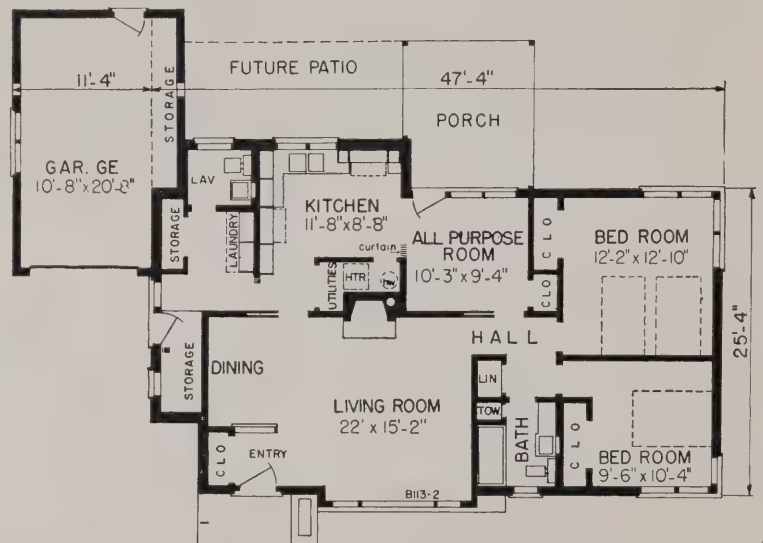 11'-4"
FUTURE PATIO
47'-4"
STORAGE
PORCH
GAR. GE
10'-8"x20'-8"
LAV
KITCHEN
11'-8"x8'-8"
STORAGE
LAUNDRY
curtain
ALL PURPOSE
ROOM
10'-3"x9'-4"
CLO
BED ROOM
12'-2"x12'-10"
UTILITIES
HTR
CLO
25'-4"
HALL
STORAGE
DINING
LIN
LIVING ROOM
22' x 15'-2"
TOW.
BATH
CLO
ENTRY
CLO
BED ROOM
9'-6"x10'-4"
B113-2